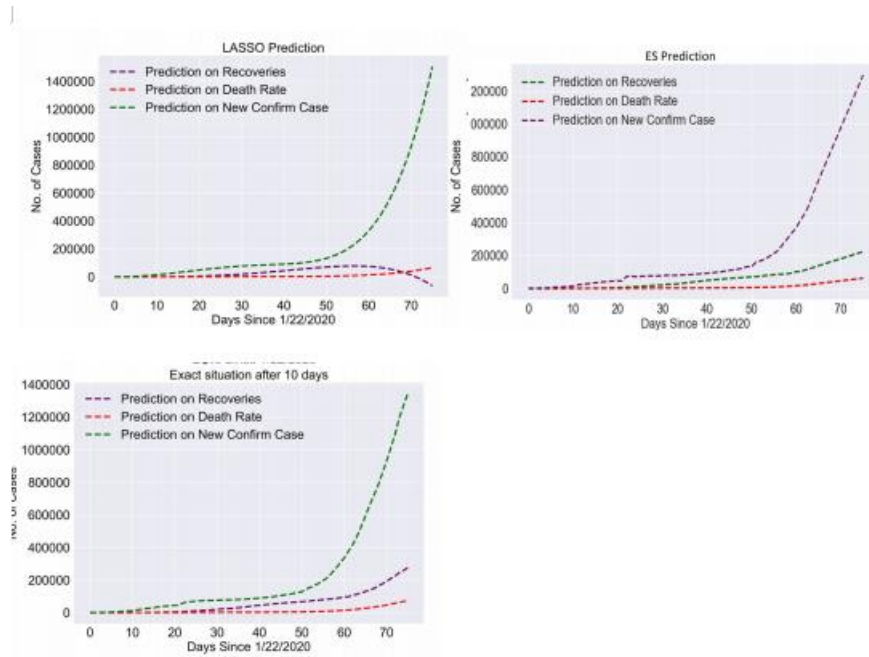 LASSO Prediction
1400000
1200000
1000000
800000
600000
400000
200000
0
No. of Cases
Prediction on Recoveries
Prediction on Death Rate
Prediction on New Confirm Case
0 10 20 30 40 50 60 70
Days Since 1/22/2020
ES Prediction
200000
000000
800000
600000
400000
200000
0
No. of Cases
Prediction on Recoveries
Prediction on Death Rate
Prediction on New Confirm Case
0 10 20 30 40 50 60 70
Days Since 1/22/2020
Exact situation after 10 days
1400000
1200000
1000000
800000
600000
400000
200000
0
of Cases
Prediction on Recoveries
Prediction on Death Rate
Prediction on New Confirm Case
0 10 20 30 40 50 60 70
Days Since 1/22/2020